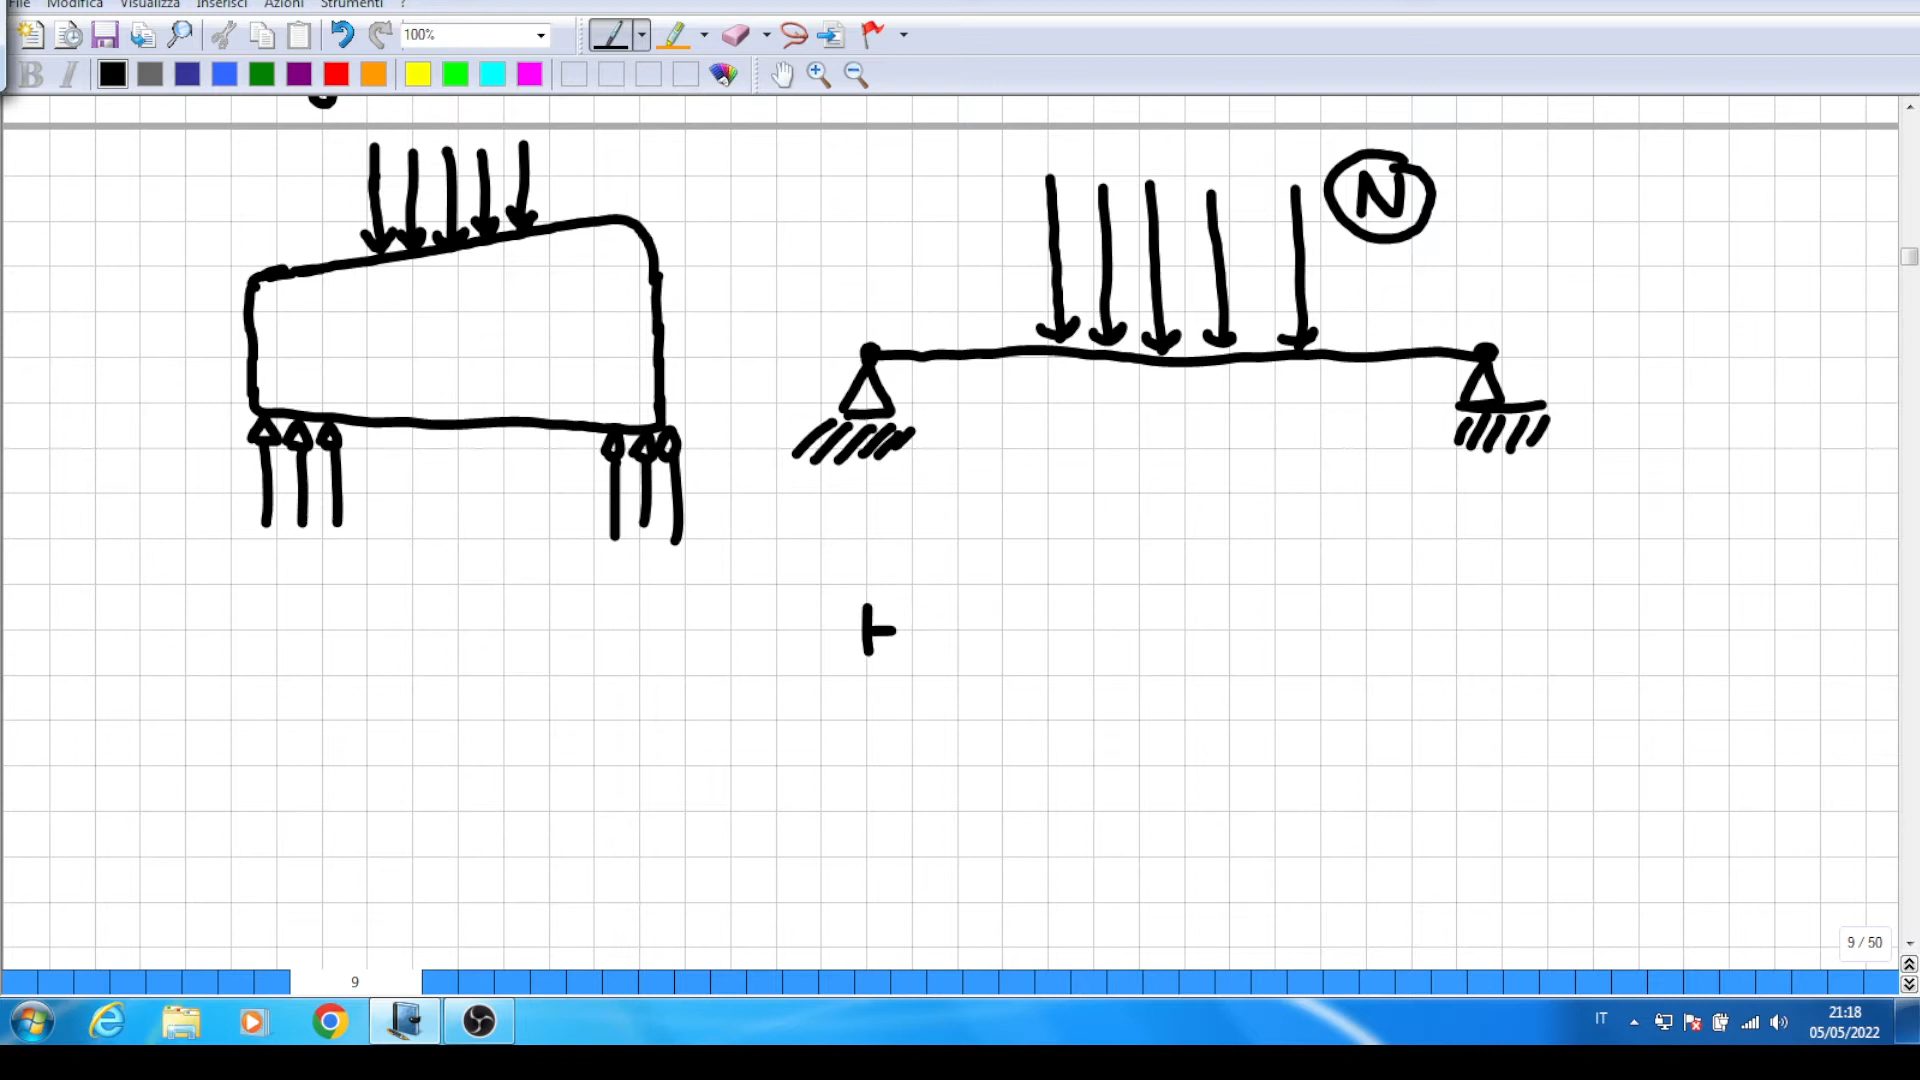 File Modifica Visualizza Inserisci Azioni Strumenti ?
100%
B I
N
9 / 50
9
IT
21:18
05/05/2022